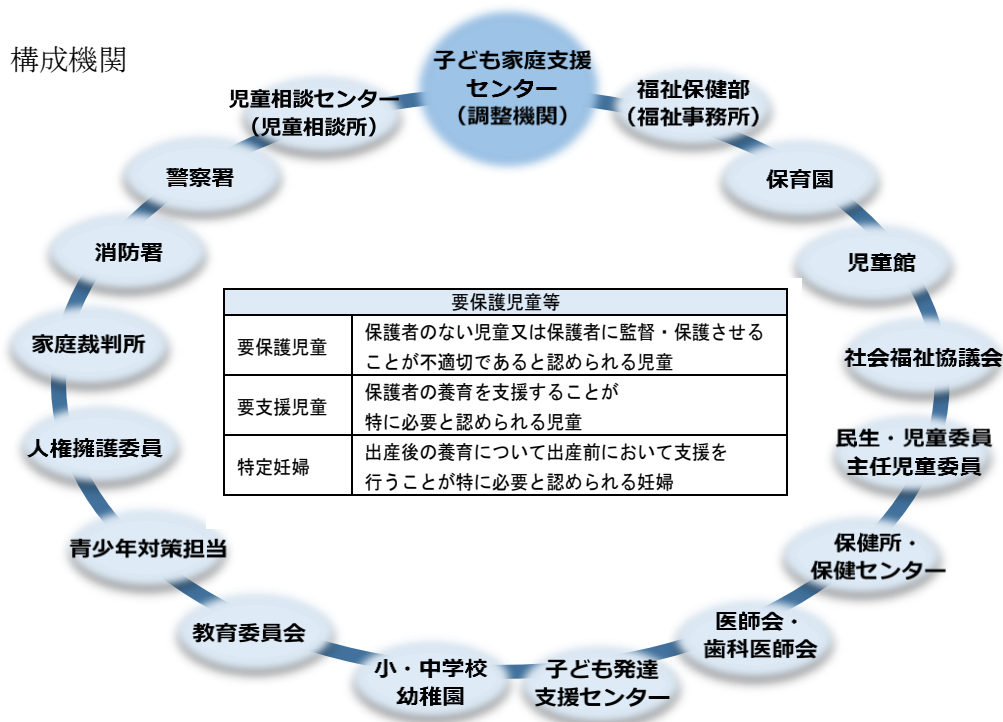 構成機関
子ども家庭支援
センター
（調整機関）
福祉保健部
（福祉事務所）
保育園
児童館
社会福祉協議会
民生・児童委員
主任児童委員
保健所・
保健センター
医師会・
歯科医師会
子ども発達
支援センター
小・中学校
幼稚園
教育委員会
青少年対策担当
人権擁護委員
家庭裁判所
消防署
警察署
児童相談センター
（児童相談所）
要保護児童等
要保護児童
保護者のない児童又は保護者に監督・保護させる
ことが不適切であると認められる児童
要支援児童
保護者の養育を支援することが
特に必要と認められる児童
特定妊婦
出産後の養育について出産前において支援を
行うことが特に必要と認められる妊婦